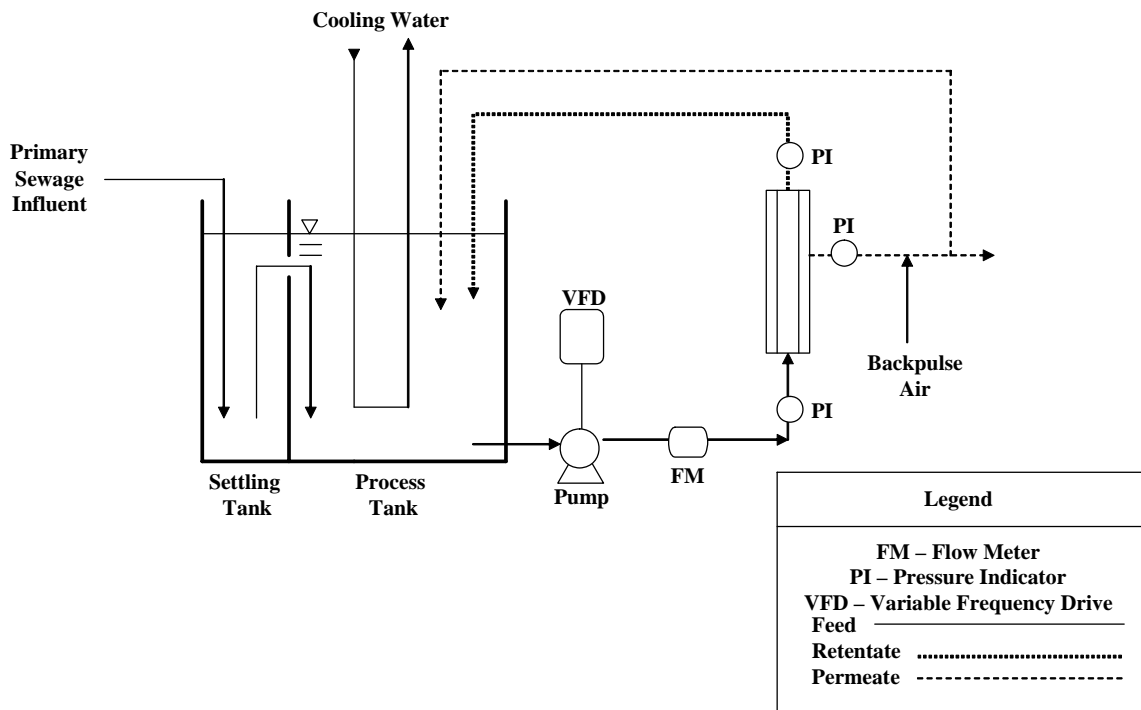 Cooling Water
Primary
Sewage
Influent
PI
PI
VFD
Backpulse
Air
PI
FM
Pump
Settling
Tank
Process
Tank
Legend
FM – Flow Meter
PI – Pressure Indicator
VFD – Variable Frequency Drive
Feed
Retentate
Permeate